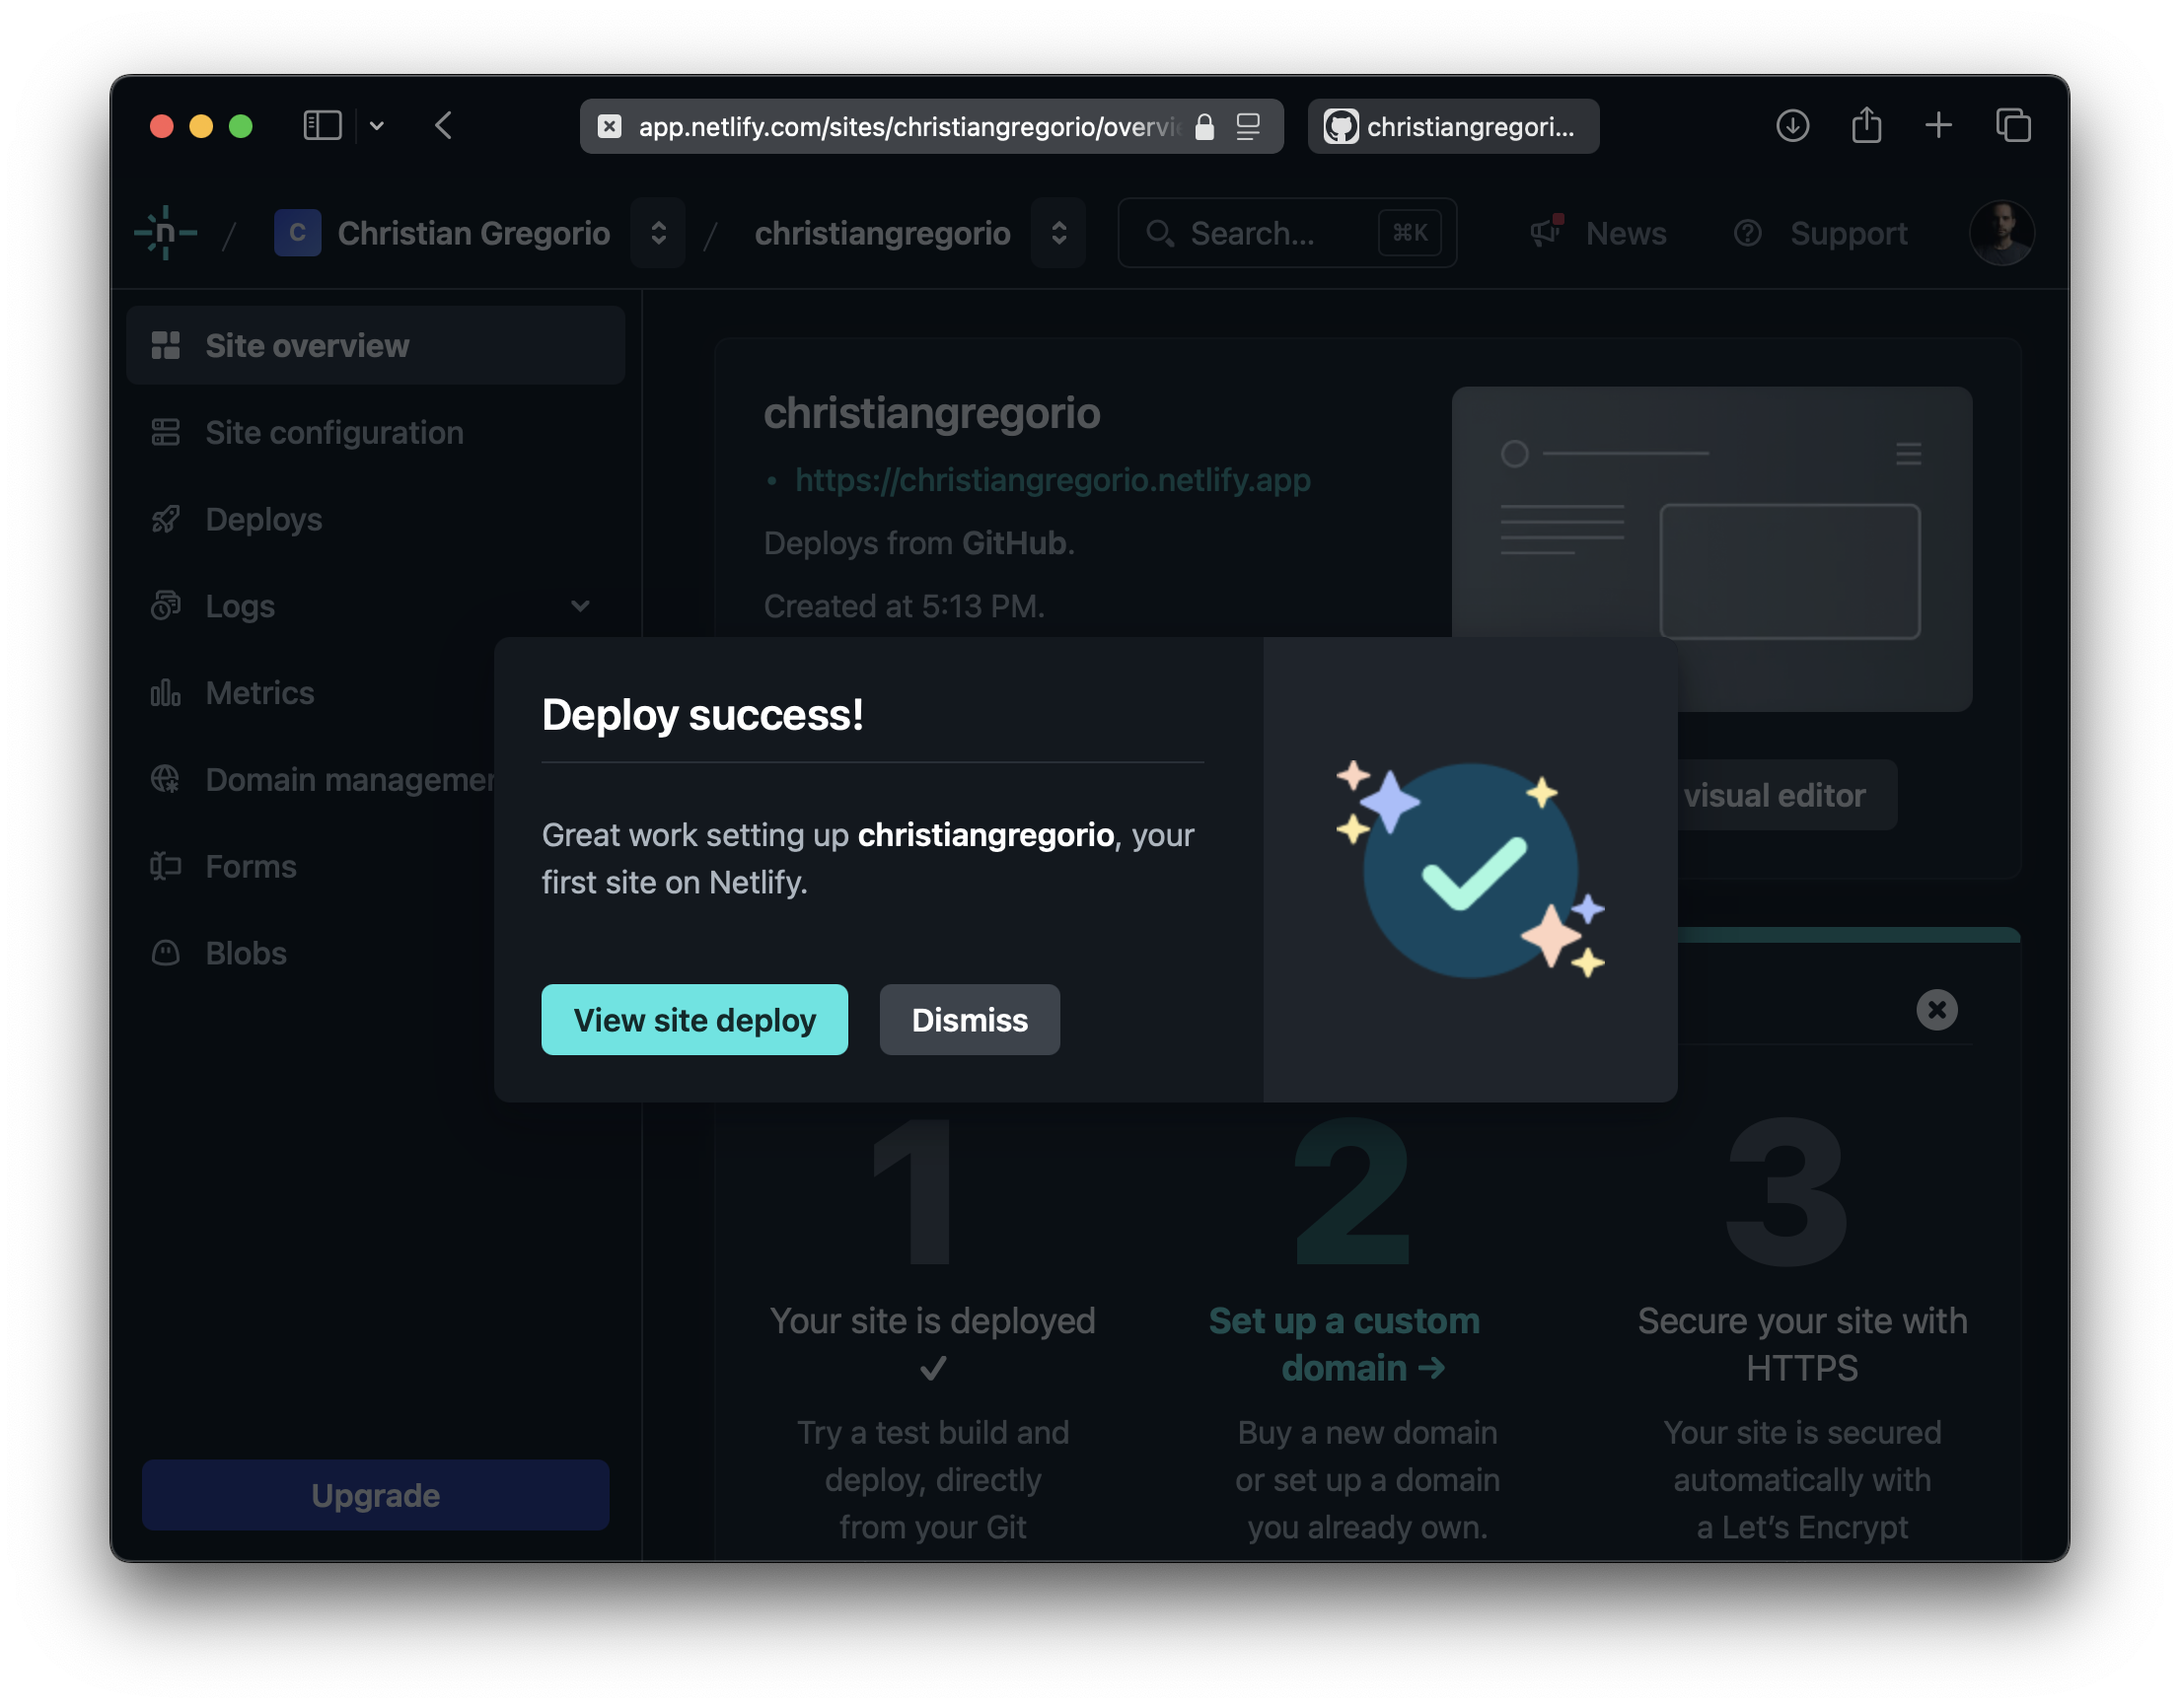 app.netlify.com/sites/christiangregorio/overvi
christiangregori...
n
/
C
Christian Gregorio
/
christiangregorio
Search...
⌘K
News
Support
Site overview
Site configuration
Deploys
Logs
Metrics
Domain managemen
Forms
Blobs
Upgrade
christiangregorio
• https://christiangregorio.netlify.app
Deploys from GitHub.
Created at 5:13 PM.
visual editor
Deploy success!
Great work setting up christiangregorio, your
first site on Netlify.
View site deploy
Dismiss
1
Your site is deployed
✓
Try a test build and
deploy, directly
from your Git
2
Set up a custom
domain →
Buy a new domain
or set up a domain
you already own.
3
Secure your site with
HTTPS
Your site is secured
automatically with
a Let’s Encrypt